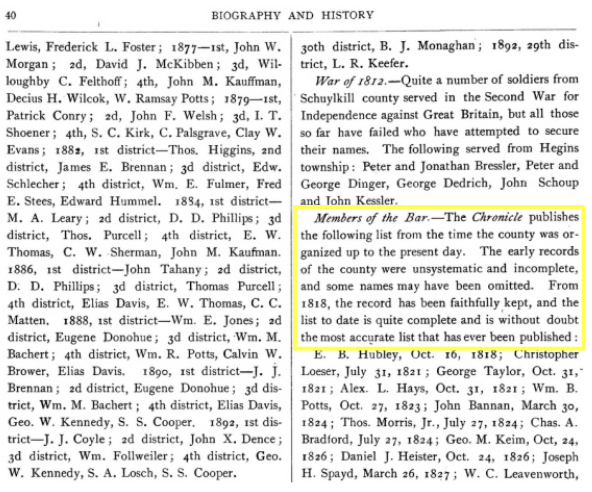 40
BIOGRAPHY AND HISTORY
Lewis, Frederick L. Foster; 1877—1st, John W.
Morgan; 2d, David J. McKibben; 3d, Wil-
loughby C. Felthoff; 4th, John M. Kauffman,
Decius H. Wilcok, W. Ramsay Potts; 1879—1st,
Patrick Conry; 2d, John F. Welsh; 3d, I. T.
Shoener; 4th, S. C. Kirk, C. Palsgrave, Clay W.
Evans; 1882, 1st district—Thos. Higgins, 2nd
district, James E. Brennan; 3d district, Edw.
Schlecher; 4th district, Wm. E. Fulmer, Fred
E. Stees, Edward Hummel. 1884, 1st district—
M. A. Leary; 2d district, D. D. Phillips; 3d
district, Thos. Purcell; 4th district, E. W.
Thomas, C. W. Sherman, John M. Kaufman.
1886, 1st district—John Tahany; 2d district,
D. D. Phillips; 3d district, Thomas Purcell;
4th district, Elias Davis, E. W. Thomas, C. C.
Matten. 1888, 1st district—Wm. E. Jones; 2d
district, Eugene Donohue; 3d district, Wm. M.
Bachert; 4th district, Wm. R. Potts, Calvin W.
Brower, Elias Davis. 1890, 1st district—J. J.
Brennan; 2d district, Eugene Donohue; 3d dis-
trict, Wm. M. Bachert; 4th district, Elias Davis,
Geo. W. Kennedy, S. S. Cooper. 1892, 1st dis-
trict—J. J. Coyle; 2d district, John X. Dence;
3d district, Wm. Follweiler; 4th district, Geo.
W. Kennedy, S. A. Losch, S. S. Cooper.
30th district, B. J. Monaghan; 1892, 29th dis-
trict, L. R. Keefer.
War of 1812.—Quite a number of soldiers from
Schuylkill county served in the Second War for
Independence against Great Britain, but all those
so far have failed who have attempted to secure
their names. The following served from Hegins
township: Peter and Jonathan Bressler, Peter and
George Dinger, George Dedrich, John Schoup
and John Kessler.
Members of the Bar.—The Chronicle publishes
the following list from the time the county was or-
ganized up to the present day. The early records
of the county were unsystematic and incomplete,
and some names may have been omitted. From
1818, the record has been faithfully kept, and the
list to date is quite complete and is without doubt
the most accurate list that has ever been published:
E. B. Hubley, Oct. 16, 1818; Christopher
Loeser, July 31, 1821; George Taylor, Oct. 31,
1821; Alex. L. Hays, Oct. 31, 1821; Wm. B.
Potts, Oct. 27, 1823; John Bannan, March 30,
1824; Thos. Morris, Jr., July 27, 1824; Chas. A.
Bradford, July 27, 1824; Geo. M. Keim, Oct, 24,
1826; Daniel J. Heister, Oct. 24, 1826; Joseph
H. Spayd, March 26, 1827; W. C. Leavenworth,